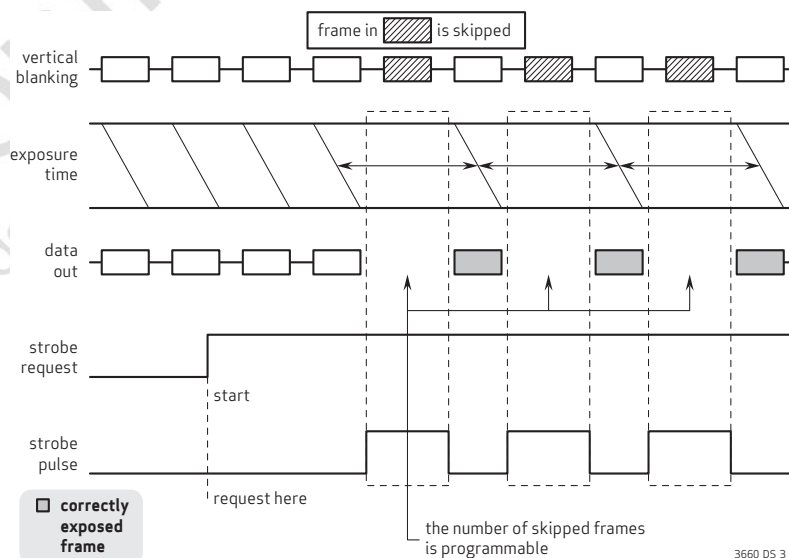 frame in is skipped
vertical
blanking
exposure
time
data
out
strobe
request
start
strobe
pulse
request here
correctly
exposed
frame
the number of skipped frames
is programmable
3660 DS 3